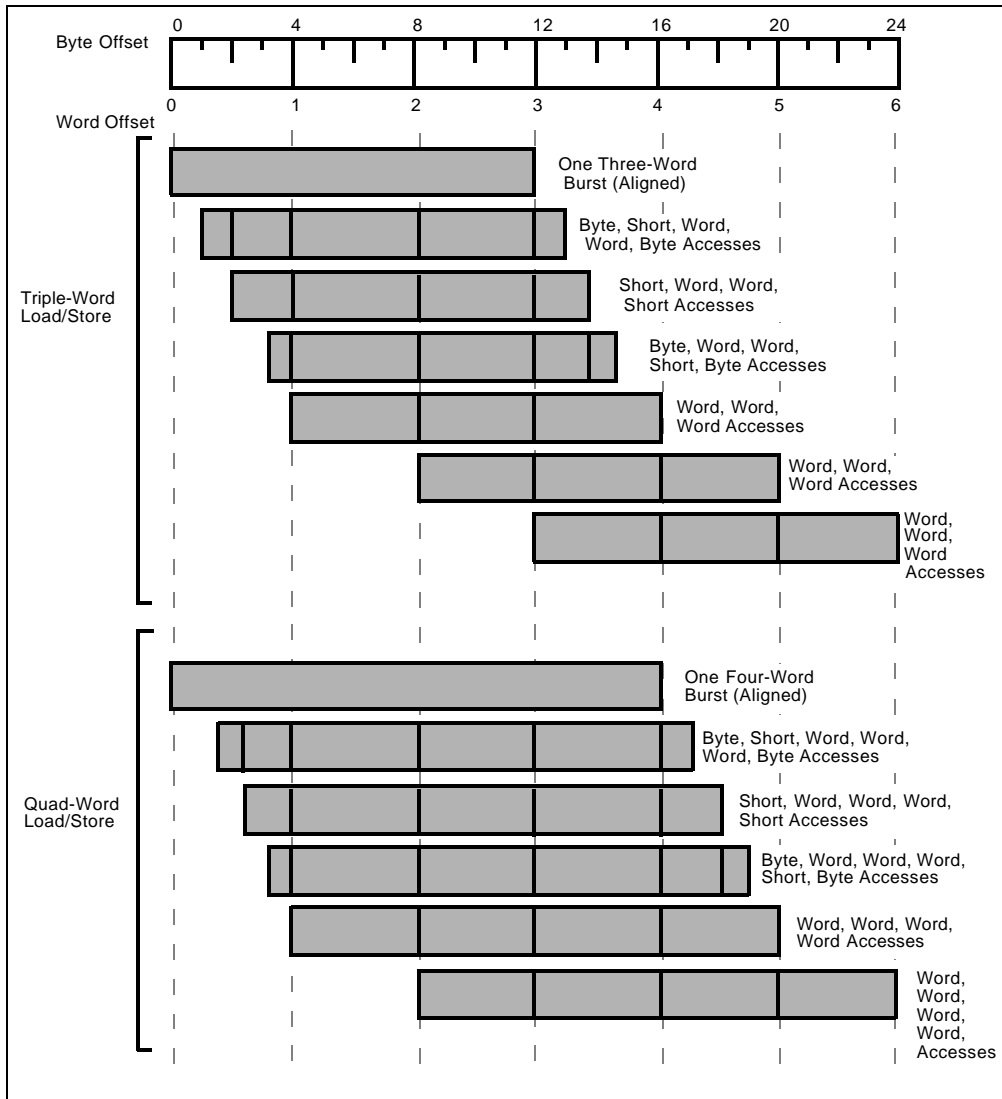 0 4 8 12 16 20 24
Byte Offset
0 1 2 3 4 5 6
Word Offset
One Three-Word
Burst (Aligned)
Byte, Short, Word,
Word, Byte Accesses
Triple-Word
Load/Store
Short, Word, Word,
Short Accesses
Byte, Word, Word,
Short, Byte Accesses
Word, Word,
Word Accesses
Word, Word,
Word Accesses
Word,
Word,
Word
Accesses
One Four-Word
Burst (Aligned)
Byte, Short, Word, Word,
Word, Byte Accesses
Quad-Word
Load/Store
Short, Word, Word, Word,
Short Accesses
Byte, Word, Word, Word,
Short, Byte Accesses
Word, Word, Word,
Word Accesses
Word,
Word,
Word,
Word,
Accesses